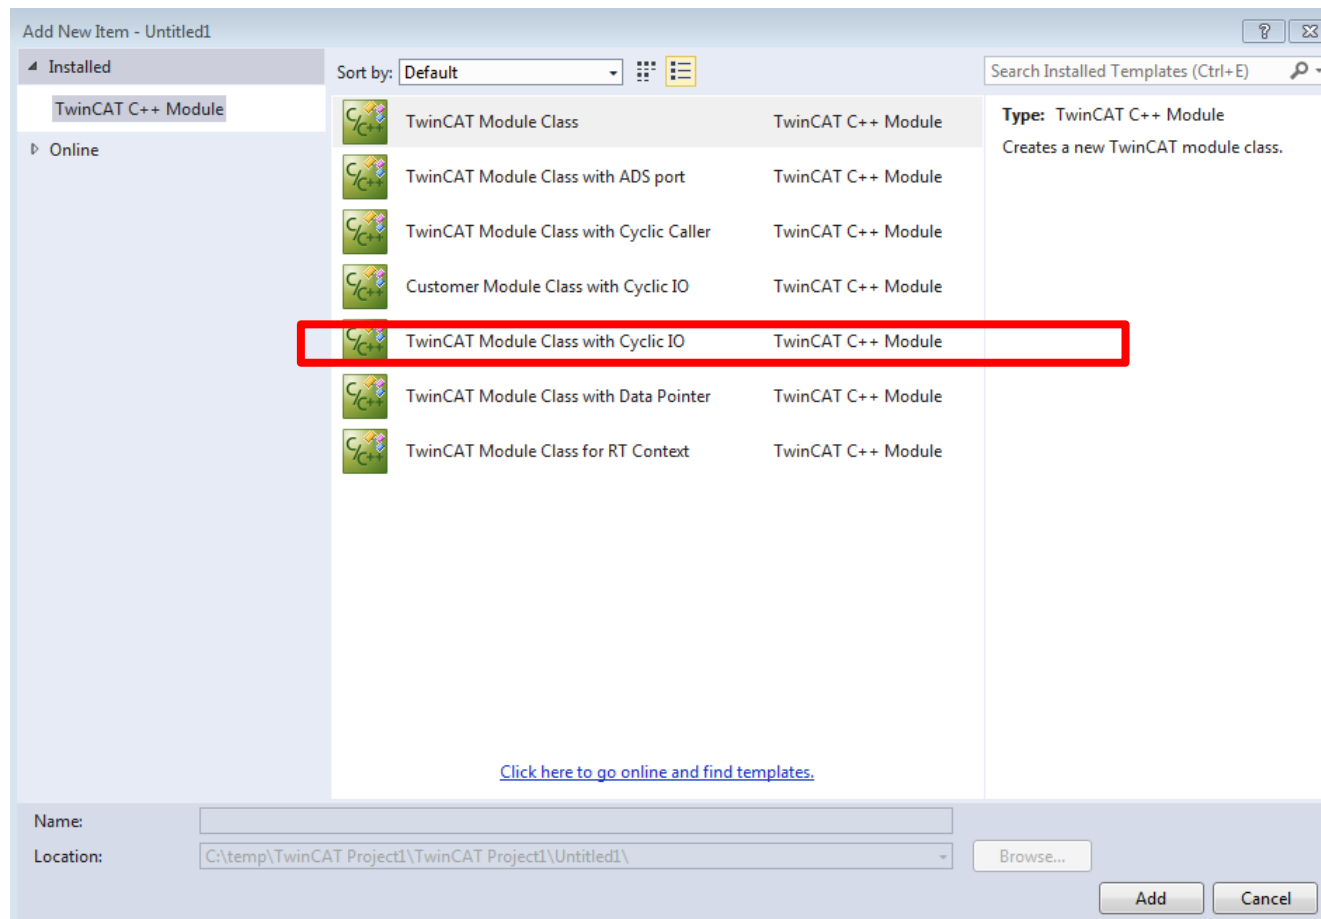 Add New Item - Untitled1
Installed
TwinCAT C++ Module
Online
Sort by: Default
Search Installed Templates (Ctrl+E)
C/C++ TwinCAT Module Class TwinCAT C++ Module
C/C++ TwinCAT Module Class with ADS port TwinCAT C++ Module
C/C++ TwinCAT Module Class with Cyclic Caller TwinCAT C++ Module
C/C++ Customer Module Class with Cyclic IO TwinCAT C++ Module
C/C++ TwinCAT Module Class with Cyclic IO TwinCAT C++ Module
C/C++ TwinCAT Module Class with Data Pointer TwinCAT C++ Module
C/C++ TwinCAT Module Class for RT Context TwinCAT C++ Module
Type: TwinCAT C++ Module
Creates a new TwinCAT module class.
Click here to go online and find templates.
Name:
Location: C:\temp\TwinCAT Project1\TwinCAT Project1\Untitled1\
Browse...
Add Cancel